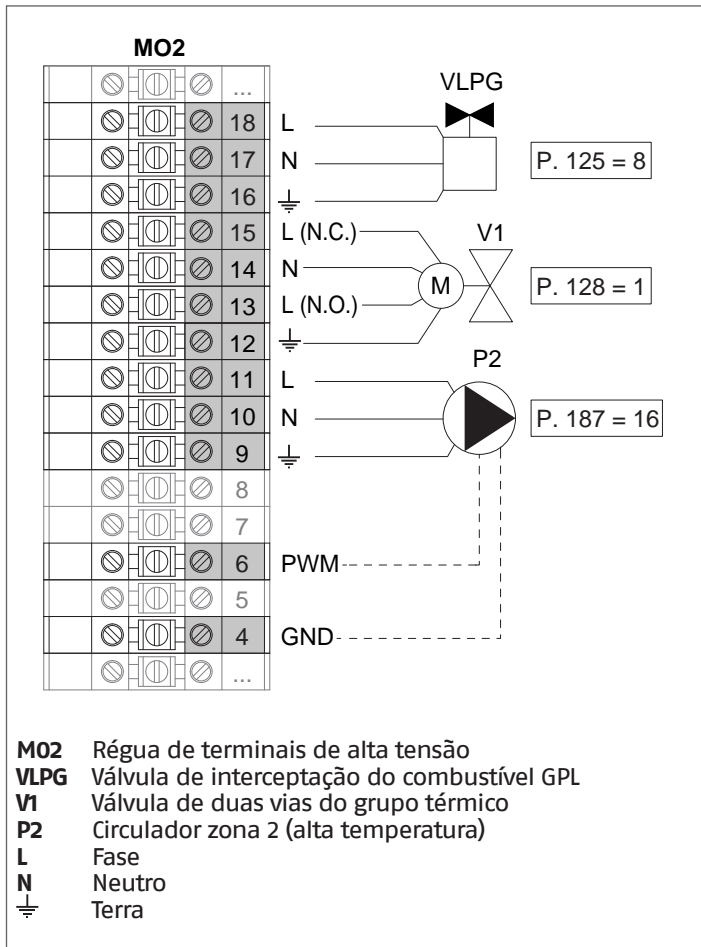 MO2
VLPG
...
18 L
17 N P. 125 = 8
16
15 L (N.C.) V1
14 N
M P. 128 = 1
13 L (N.O.)
12
P2
11 L
10 N P. 187 = 16
9
8
7
6 PWM
5
4 GND
...
M02 Régua de terminais de alta tensão
VLPG Válvula de interceptação do combustível GPL
V1 Válvula de duas vias do grupo térmico
P2 Circulador zona 2 (alta temperatura)
L Fase
N Neutro
Terra